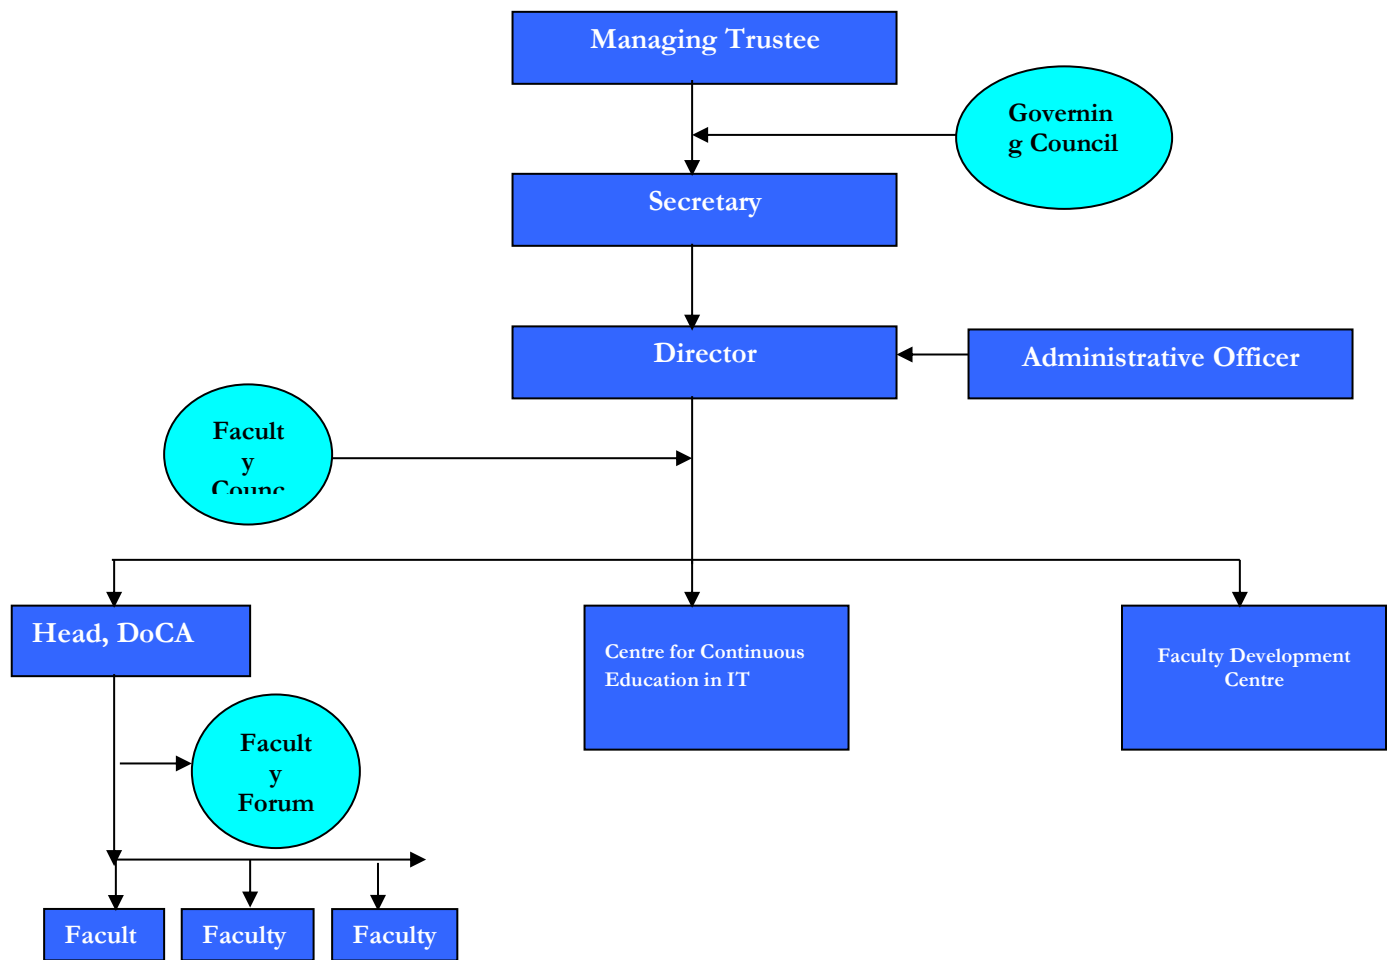 Managing Trustee
Governin
g Council
Secretary
Director
Administrative Officer
Facult
y
Counc
Head, DoCA
Centre for Continuous
Education in IT
Faculty Development
Centre
Facult
y
Forum
Facult
Faculty
Faculty